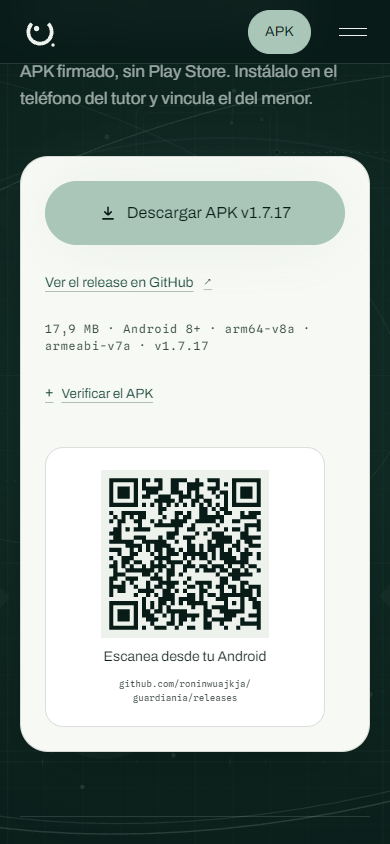 APK
APK firmado, sin Play Store. Instálalo en el
teléfono del tutor y vincula el del menor.
Descargar APK v1.7.17
Ver el release en GitHub ↗
17,9 MB · Android 8+ · arm64-v8a ·
armeabi-v7a · v1.7.17
+ Verificar el APK
Escanea desde tu Android
github.com/roninwuajkja/
guardiania/releases